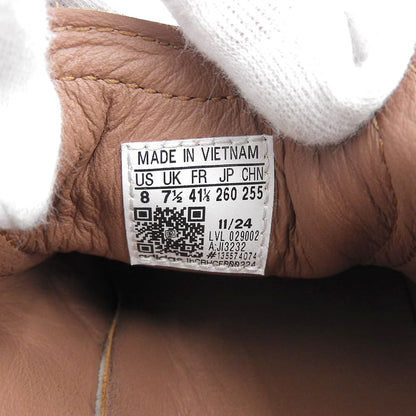 MADE IN VIETNAM
US UK FR JP CHN
8 7½ 41⅓ 260 255
11/24
LVL 029002
A:JI3232
#135574074